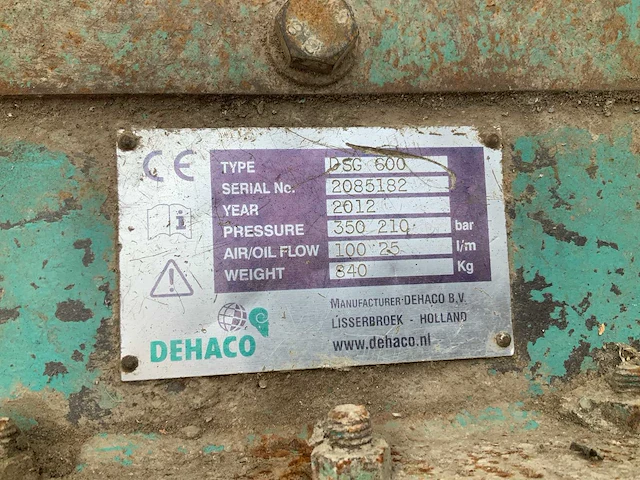 CE
TYPE DSG 600
SERIAL No. 2085182
YEAR 2012
PRESSURE 350 210 bar
AIR/OIL FLOW 100 25 l/m
WEIGHT 840 Kg
i
MANUFACTURER:DEHACO B.V.
LISSERBROEK - HOLLAND
www.dehaco.nl
DEHACO